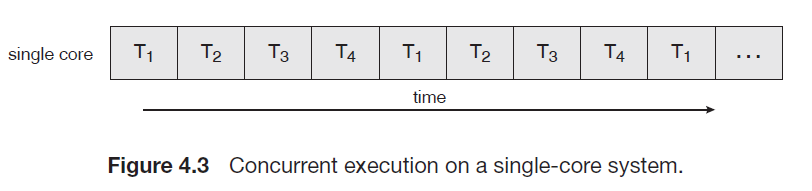 single core T1 T2 T3 T4 T1 T2 T3 T4 T1 ...
time
Figure 4.3 Concurrent execution on a single-core system.